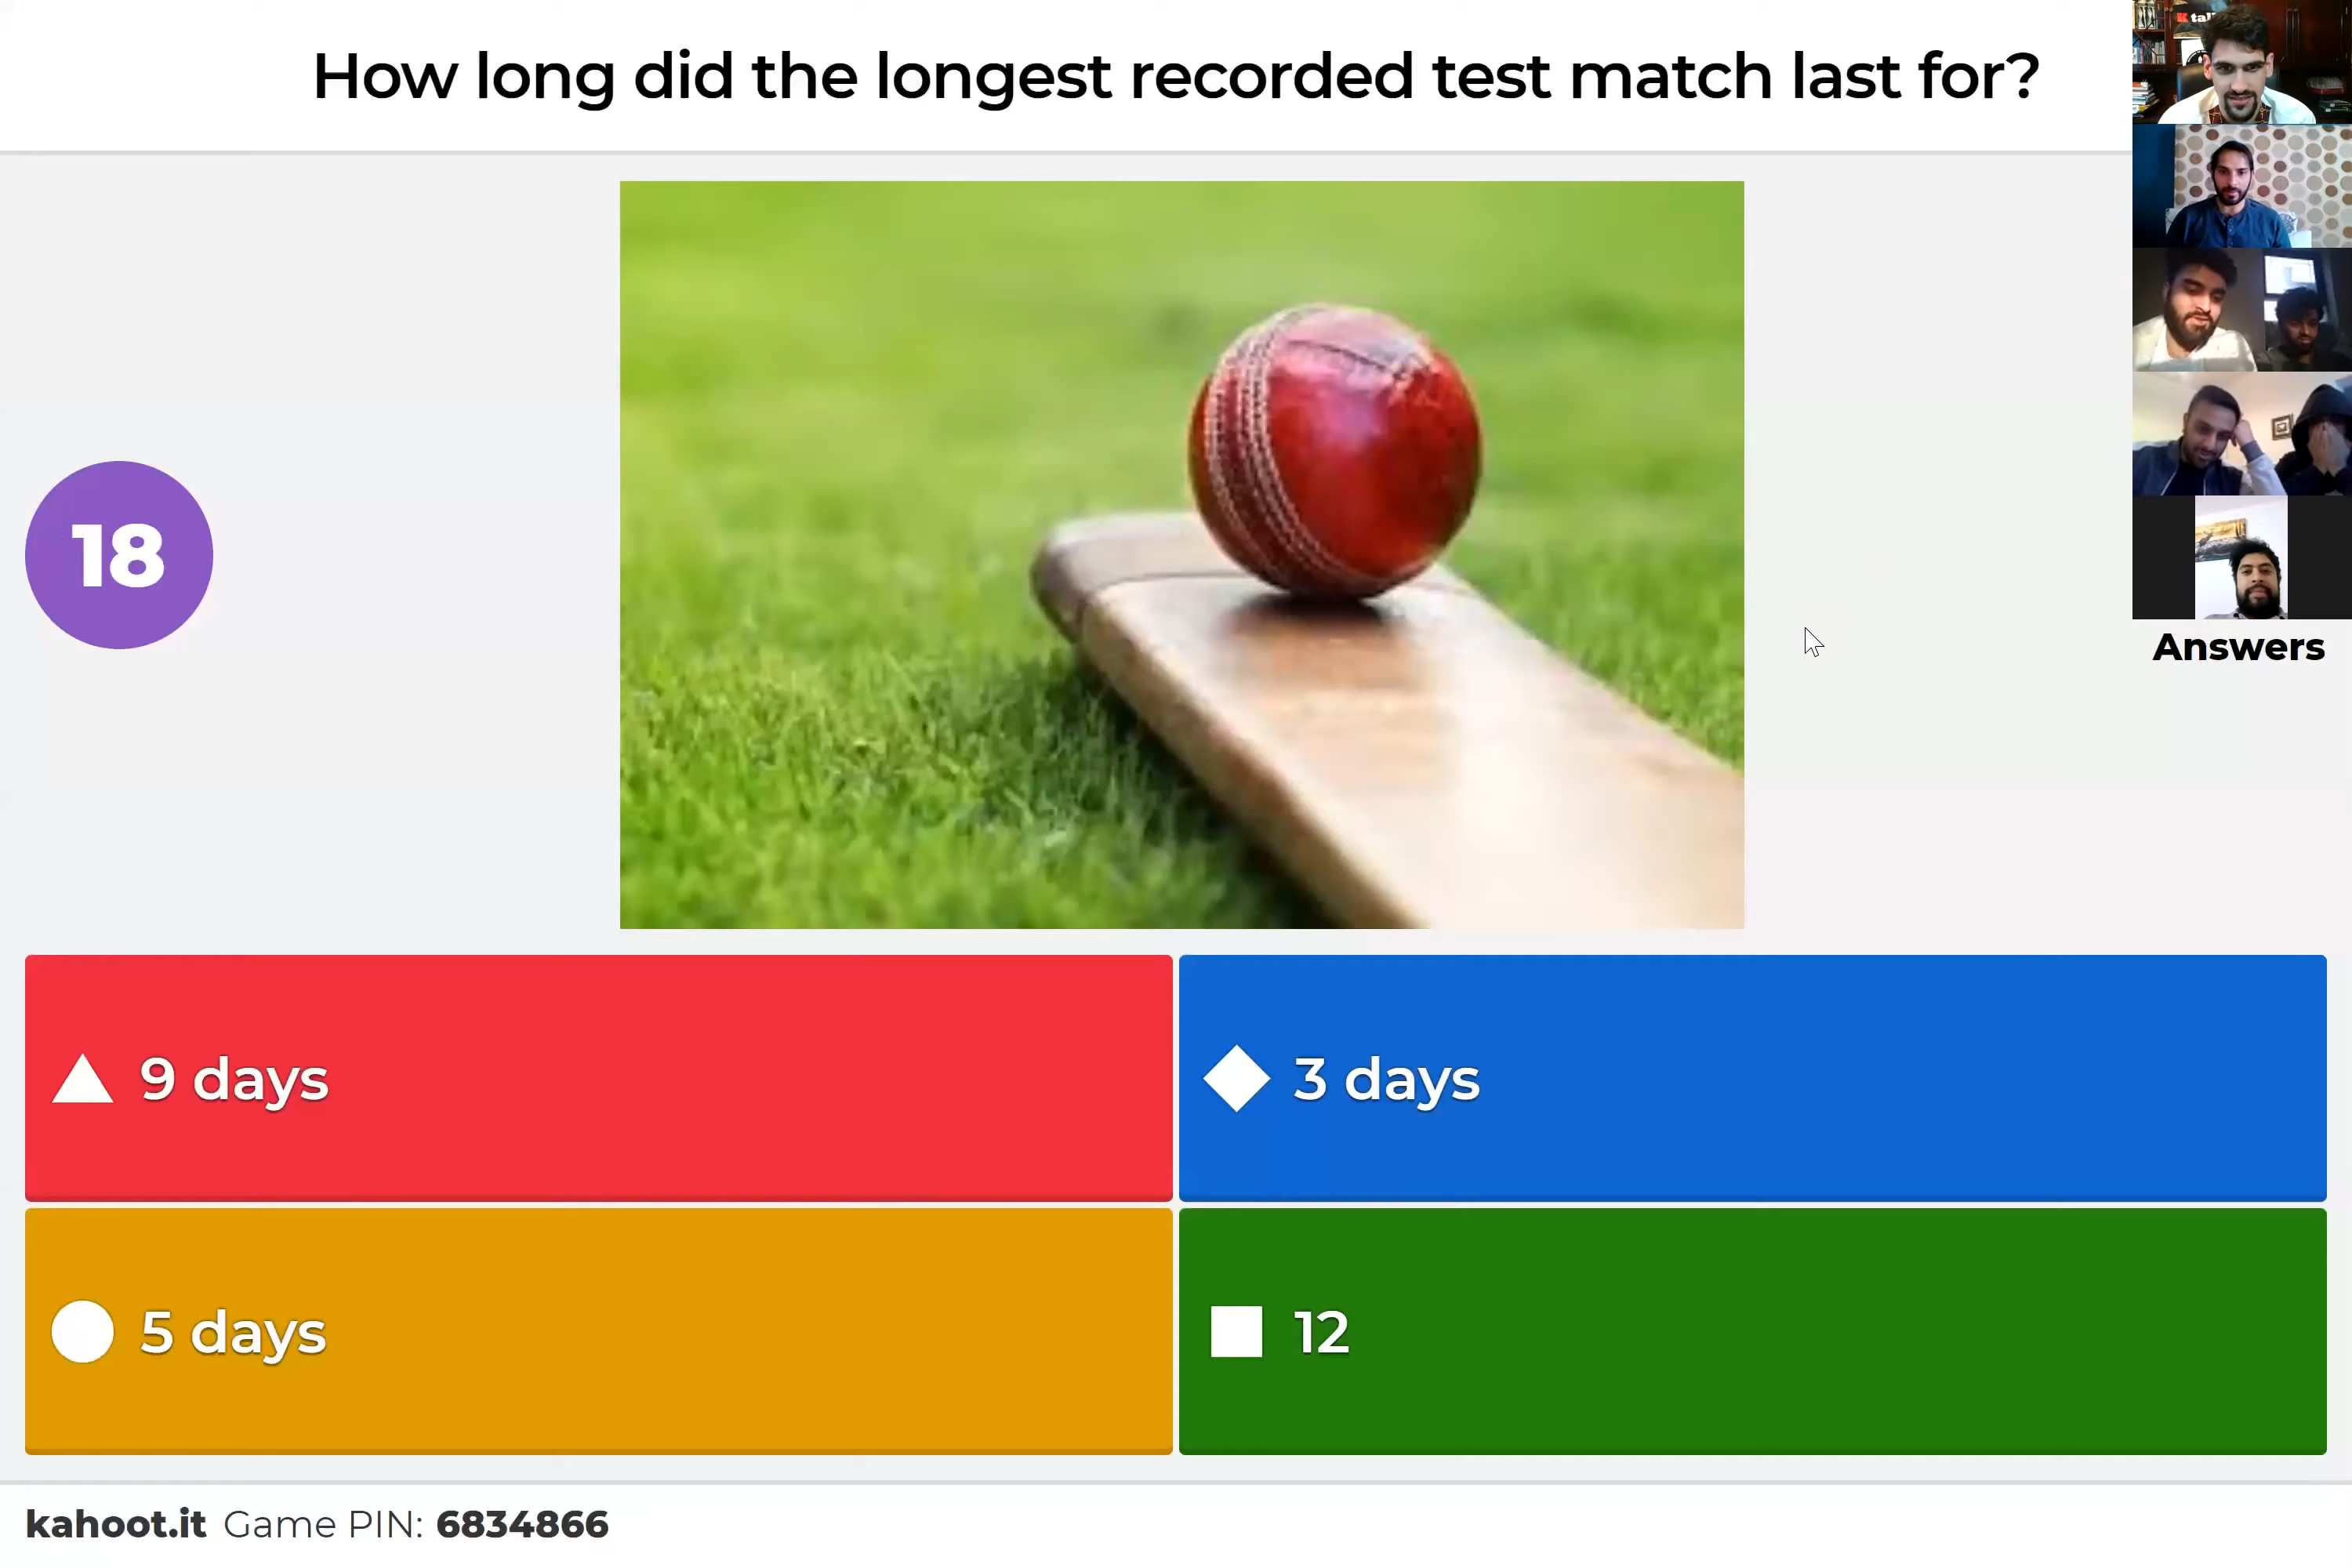 How long did the longest recorded test match last for?
K tal
18
Answers
9 days
3 days
5 days
12
kahoot.it Game PIN: 6834866